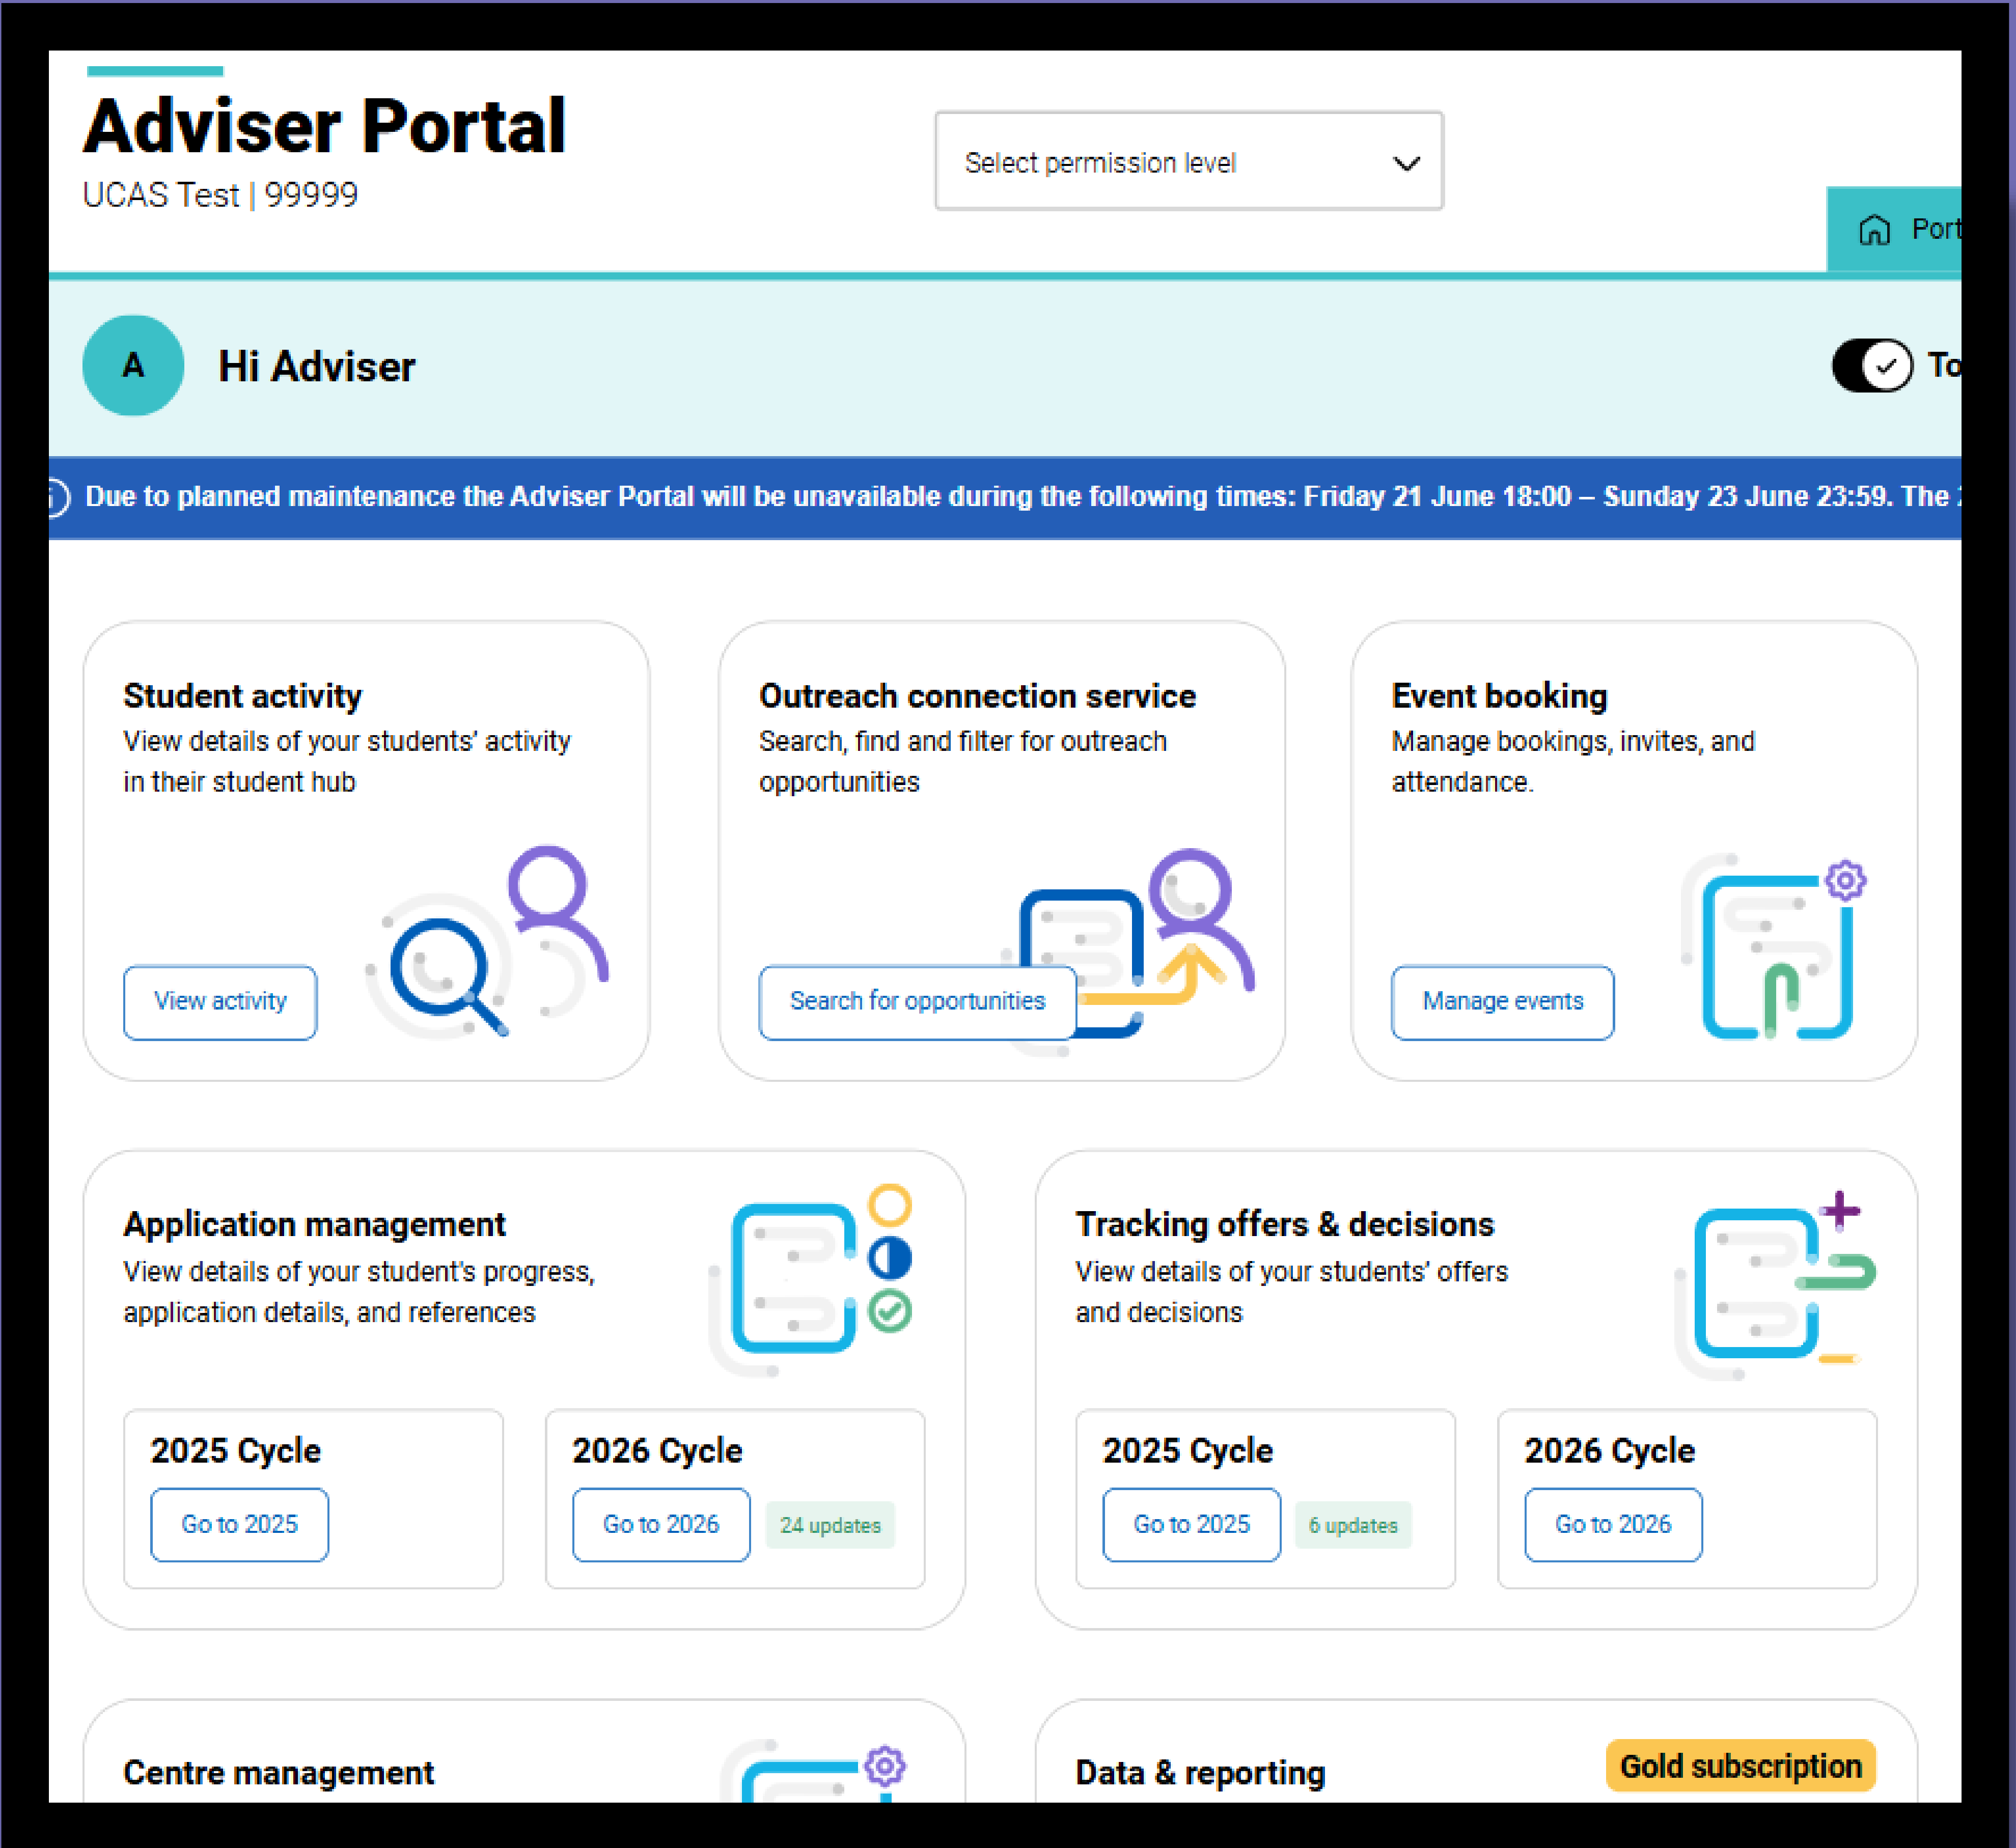 Adviser Portal
UCAS Test | 99999
Select permission level
Port
A
Hi Adviser
To
Due to planned maintenance the Adviser Portal will be unavailable during the following times: Friday 21 June 18:00 – Sunday 23 June 23:59. The
Student activity
View details of your students' activity
in their student hub
View activity
Outreach connection service
Search, find and filter for outreach
opportunities
Search for opportunities
Event booking
Manage bookings, invites, and
attendance.
Manage events
Application management
View details of your student's progress,
application details, and references
2025 Cycle
Go to 2025
2026 Cycle
Go to 2026
24 updates
Tracking offers & decisions
View details of your students' offers
and decisions
2025 Cycle
Go to 2025
6 updates
2026 Cycle
Go to 2026
Centre management
Data & reporting
Gold subscription